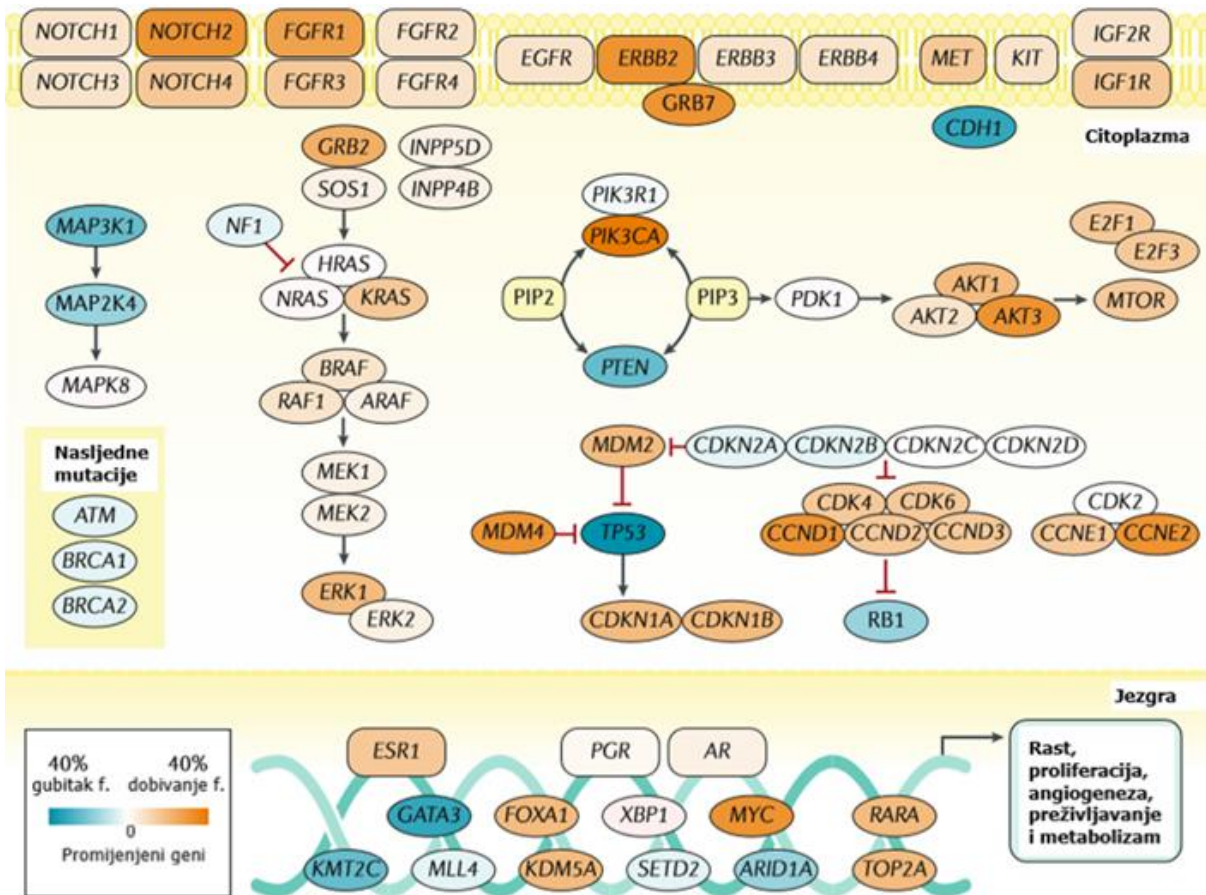 NOTCH1 NOTCH2 FGFR1 FGFR2
NOTCH3 NOTCH4 FGFR3 FGFR4
EGFR ERBB2 ERBB3 ERBB4 MET KIT
IGF2R
IGF1R
GRB7
CDH1
Citoplazma
GRB2 INPP5D
SOS1 INPP4B
MAP3K1
MAP2K4
MAPK8
NF1
HRAS
NRAS KRAS
BRAF
RAF1 ARAF
MEK1
MEK2
ERK1
ERK2
PIK3R1
PIK3CA
PIP2 PIP3 PDK1
PTEN
AKT1
AKT2 AKT3
MTOR
E2F1
E2F3
Nasljedne
mutacije
ATM
BRCA1
BRCA2
MDM2 CDKN2A CDKN2B CDKN2C CDKN2D
MDM4 TP53
CDKN1A CDKN1B
CDK4 CDK6
CCND1 CCND2 CCND3
RB1
CDK2
CCNE1 CCNE2
Jezgra
40% 40%
gubitak f. dobivanje f.
0
Promijenjeni geni
ESR1 PGR AR
GATA3 FOXA1 XBP1 MYC RARA
KMT2C MLL4 KDM5A SETD2 ARID1A TOP2A
Rast,
proliferacija,
angiogeneza,
preživljavanje
i metabolizam